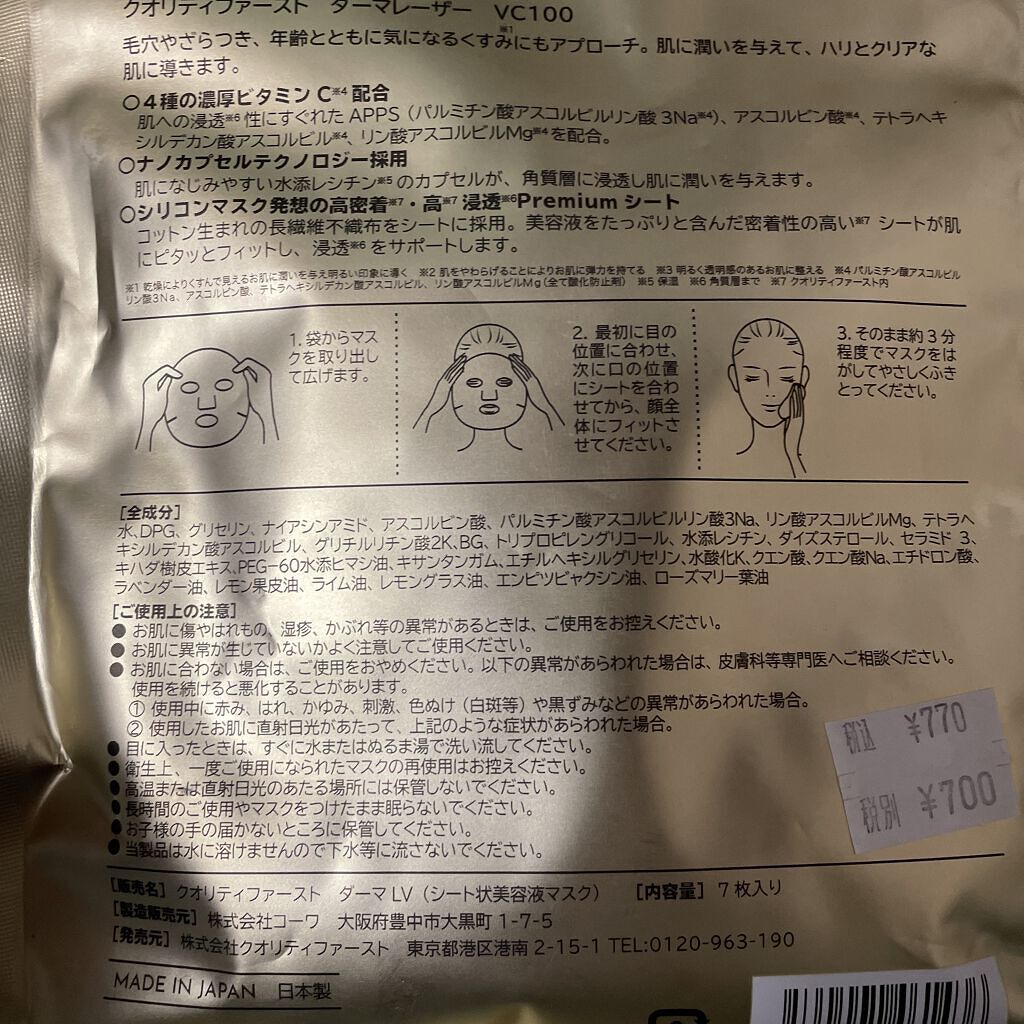 クオリティファースト ダーマレーザー VC100
毛穴やざらつき、年齢とともに気になるくすみ※1にもアプローチ。肌に潤いを与えて、ハリとクリアな
肌に導きます。
○4種の濃厚ビタミンC※4 配合
肌への浸透※6 性にすぐれた APPS（パルミチン酸アスコルビルリン酸 3Na※4）、アスコルビン酸※4、テトラヘキ
シルデカン酸アスコルビル※4、リン酸アスコルビルMg※4 を配合。
○ナノカプセルテクノロジー採用
肌になじみやすい水添レシチン※5 のカプセルが、角質層に浸透し肌に潤いを与えます。
○シリコンマスク発想の高密着※7・高※7 浸透※6Premium シート
コットン生まれの長繊維不織布をシートに採用。美容液をたっぷりと含んだ密着性の高い※7 シートが肌
にピタッとフィットし、浸透※6 をサポートします。
※1 乾燥によりくすんで見えるお肌に潤いを与え明るい印象に導く ※2 肌をやわらげることによりお肌に弾力を持てる ※3 明るく透明感のあるお肌に整える ※4 パルミチン酸アスコルビル
リン酸3Na、アスコルビン酸、テトラヘキシルデカン酸アスコルビル、リン酸アスコルビルMg（全て酸化防止剤） ※5 保湿 ※6 角質層まで ※7 クオリティファースト内
1. 袋からマス
クを取り出し
て広げます。
2. 最初に目の
位置に合わせ、
次に口の位置
にシートを合わ
せてから、顔全
体にフィットさ
せてください。
3. そのまま約 3 分
程度でマスクをは
がしてやさしくふき
とってください。
[全成分]
水、DPG、グリセリン、ナイアシンアミド、アスコルビン酸、パルミチン酸アスコルビルリン酸3Na、リン酸アスコルビルMg、テトラヘ
キシルデカン酸アスコルビル、グリチルリチン酸2K、BG、トリプロピレングリコール、水添レシチン、ダイズステロール、セラミド 3、
キハダ樹皮エキス、PEG-60水添ヒマシ油、キサンタンガム、エチルヘキシルグリセリン、水酸化K、クエン酸、クエン酸Na、エチドロン酸、
ラベンダー油、レモン果皮油、ライム油、レモングラス油、エンピツビャクシン油、ローズマリー葉油
[ご使用上の注意]
● お肌に傷やはれもの、湿疹、かぶれ等の異常があるときは、ご使用をお控えください。
● お肌に異常が生じていないかよく注意してご使用ください。
● お肌に合わない場合は、ご使用をおやめください。以下の異常があらわれた場合は、皮膚科等専門医へご相談ください。
使用を続けると悪化することがあります。
① 使用中に赤み、はれ、かゆみ、刺激、色ぬけ（白斑等）や黒ずみなどの異常があらわれた場合。
② 使用したお肌に直射日光があたって、上記のような症状があらわれた場合。
● 目に入ったときは、すぐに水またはぬるま湯で洗い流してください。
● 衛生上、一度ご使用になられたマスクの再使用はお控えください。
● 高温または直射日光のあたる場所には保管しないでください。
● 長時間のご使用やマスクをつけたまま眠らないでください。
● お子様の手の届かないところに保管してください。
● 当製品は水に溶けませんので下水等に流さないでください。
税込 ¥770
税別 ¥700
[販売名] クオリティファースト ダーマ LV（シート状美容液マスク） [内容量] 7 枚入り
[製造販売元] 株式会社コーワ 大阪府豊中市大黒町 1-7-5
[発売元] 株式会社クオリティファースト 東京都港区港南 2-15-1 TEL:0120-963-190
MADE IN JAPAN 日本製